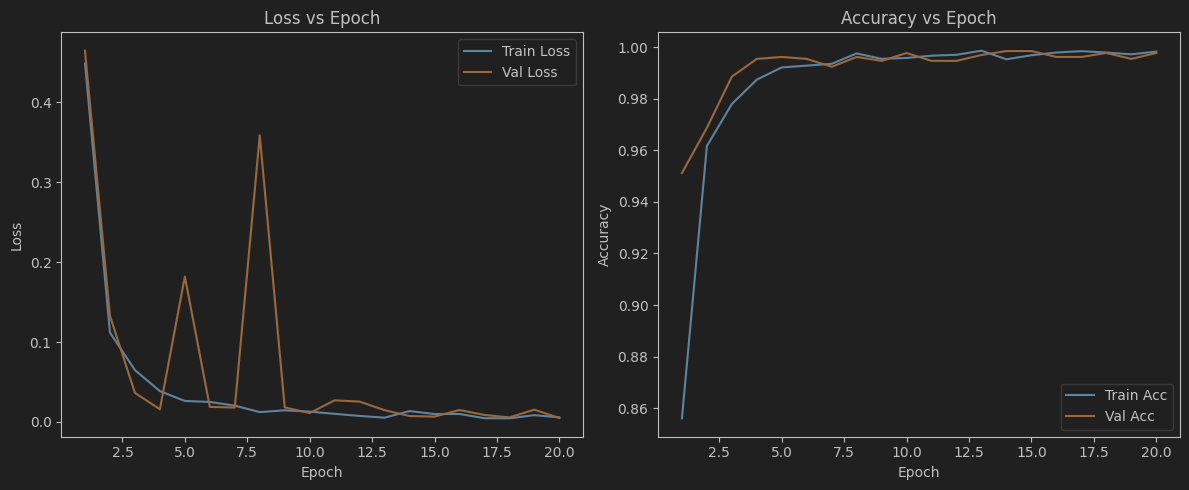 Loss vs Epoch
Train Loss
Val Loss
0.4
0.3
0.2
0.1
0.0
Loss
2.5 5.0 7.5 10.0 12.5 15.0 17.5 20.0
Epoch
Accuracy vs Epoch
1.00
0.98
0.96
0.94
0.92
0.90
0.88
0.86
Accuracy
Train Acc
Val Acc
2.5 5.0 7.5 10.0 12.5 15.0 17.5 20.0
Epoch